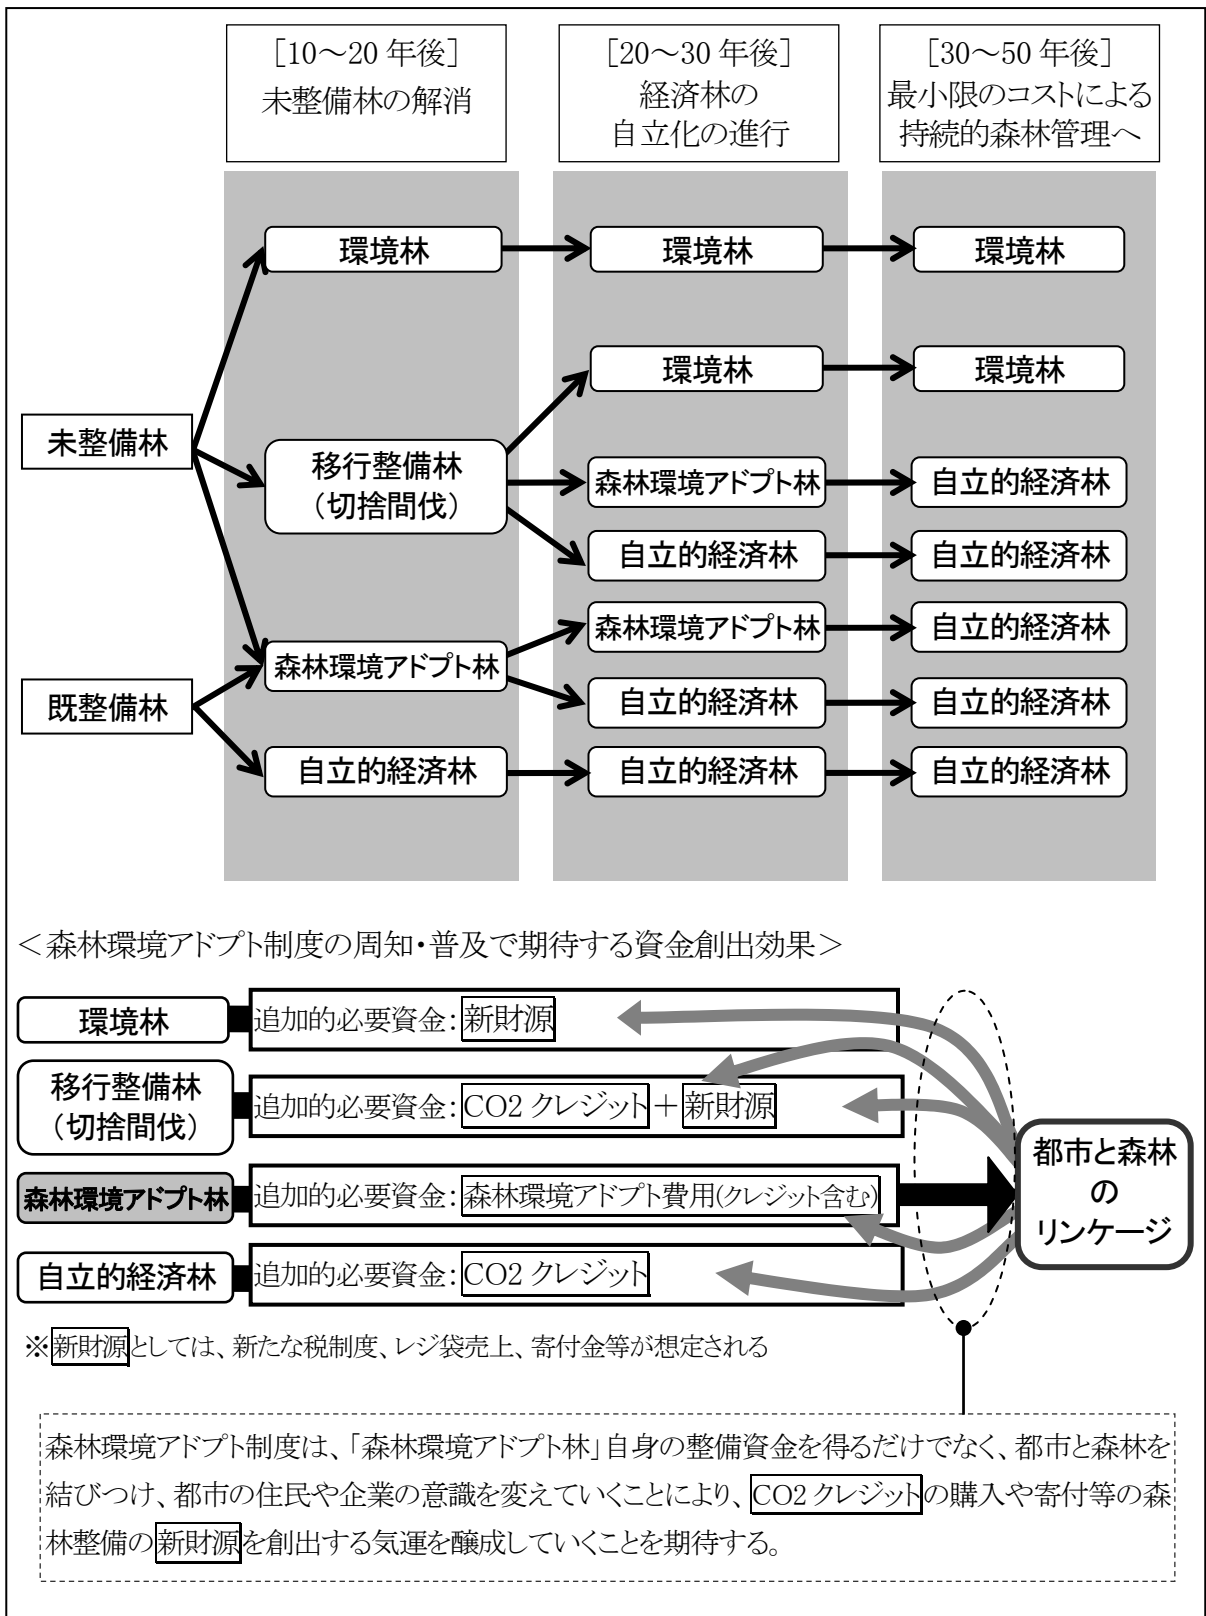 [10~20 年後]
未整備林の解消
[20~30 年後]
経済林の
自立化の進行
[30~50 年後]
最小限のコストによる
持続的森林管理へ
環境林
環境林
環境林
環境林
環境林
未整備林
移行整備林
(切捨間伐)
森林環境アドプト林
自立的経済林
自立的経済林
自立的経済林
森林環境アドプト林
自立的経済林
森林環境アドプト林
既整備林
自立的経済林
自立的経済林
自立的経済林
自立的経済林
自立的経済林
<森林環境アドプト制度の周知・普及で期待する資金創出効果>
環境林
追加的必要資金:新財源
移行整備林
(切捨間伐)
追加的必要資金:CO2 クレジット+新財源
森林環境アドプト林
追加的必要資金:森林環境アドプト費用(クレジット含む)
自立的経済林
追加的必要資金:CO2 クレジット
都市と森林
の
リンケージ
※新財源としては、新たな税制度、レジ袋売上、寄付金等が想定される
森林環境アドプト制度は、「森林環境アドプト林」自身の整備資金を得るだけでなく、都市と森林を
結びつけ、都市の住民や企業の意識を変えていくことにより、CO2 クレジットの購入や寄付等の森
林整備の新財源を創出する気運を醸成していくことを期待する。